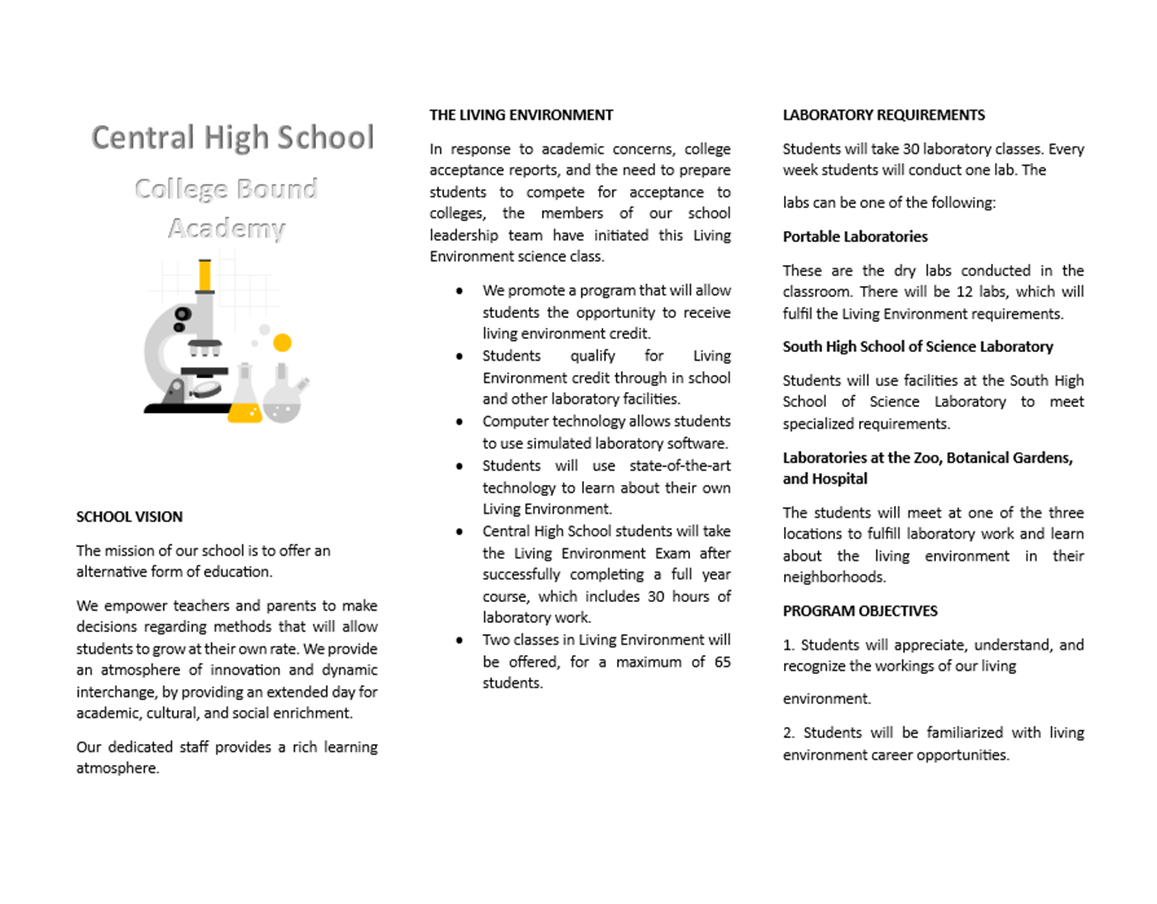 Central High School
College Bound
Academy
SCHOOL VISION
The mission of our school is to offer an
alternative form of education.
We empower teachers and parents to make
decisions regarding methods that will allow
students to grow at their own rate. We provide
an atmosphere of innovation and dynamic
interchange, by providing an extended day for
academic, cultural, and social enrichment.
Our dedicated staff provides a rich learning
atmosphere.
THE LIVING ENVIRONMENT
In response to academic concerns, college
acceptance reports, and the need to prepare
students to compete for acceptance to
colleges, the members of our school
leadership team have initiated this Living
Environment science class.
• We promote a program that will allow
students the opportunity to receive
living environment credit.
• Students qualify for Living
Environment credit through in school
and other laboratory facilities.
• Computer technology allows students
to use simulated laboratory software.
• Students will use state-of-the-art
technology to learn about their own
Living Environment.
• Central High School students will take
the Living Environment Exam after
successfully completing a full year
course, which includes 30 hours of
laboratory work.
• Two classes in Living Environment will
be offered, for a maximum of 65
students.
LABORATORY REQUIREMENTS
Students will take 30 laboratory classes. Every
week students will conduct one lab. The
labs can be one of the following:
Portable Laboratories
These are the dry labs conducted in the
classroom. There will be 12 labs, which will
fulfil the Living Environment requirements.
South High School of Science Laboratory
Students will use facilities at the South High
School of Science Laboratory to meet
specialized requirements.
Laboratories at the Zoo, Botanical Gardens,
and Hospital
The students will meet at one of the three
locations to fulfill laboratory work and learn
about the living environment in their
neighborhoods.
PROGRAM OBJECTIVES
1. Students will appreciate, understand, and
recognize the workings of our living
environment.
2. Students will be familiarized with living
environment career opportunities.